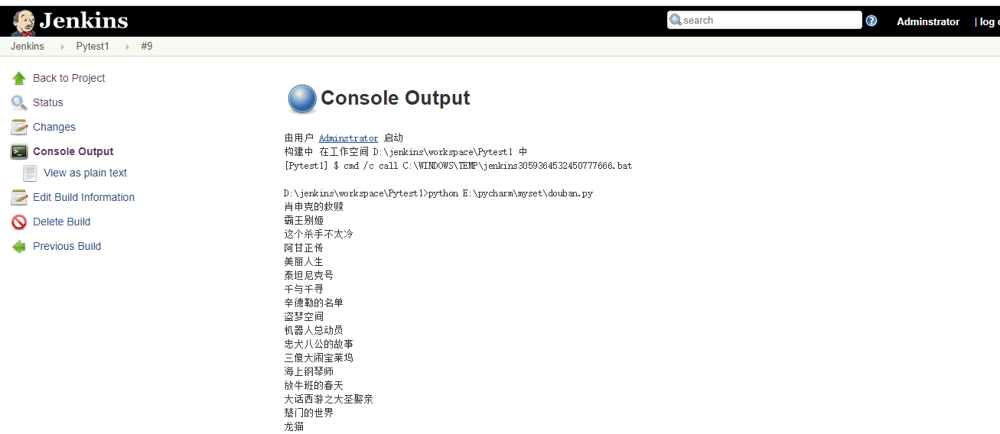 Jenkins
search
Adminstrator
| log
Jenkins
Pytest1
#9
Back to Project
Status
Changes
Console Output
View as plain text
Edit Build Information
Delete Build
Previous Build
Console Output
由用户 Adminstrator 启动
构建中 在工作空间 D:\jenkins\workspace\Pytest1 中
[Pytest1] $ cmd /c call C:\WINDOWS\TEMP\jenkins3059364532450777666.bat
D:\jenkins\workspace\Pytest1>python E:\pycharm\myset\douban.py
肖申克的救赎
霸王别姬
这个杀手不太冷
阿甘正传
美丽人生
泰坦尼克号
千与千寻
辛德勒的名单
盗梦空间
机器人总动员
忠犬八公的故事
三傻大闹宝莱坞
海上钢琴师
放牛班的春天
大话西游之大圣娶亲
楚门的世界
龙猫